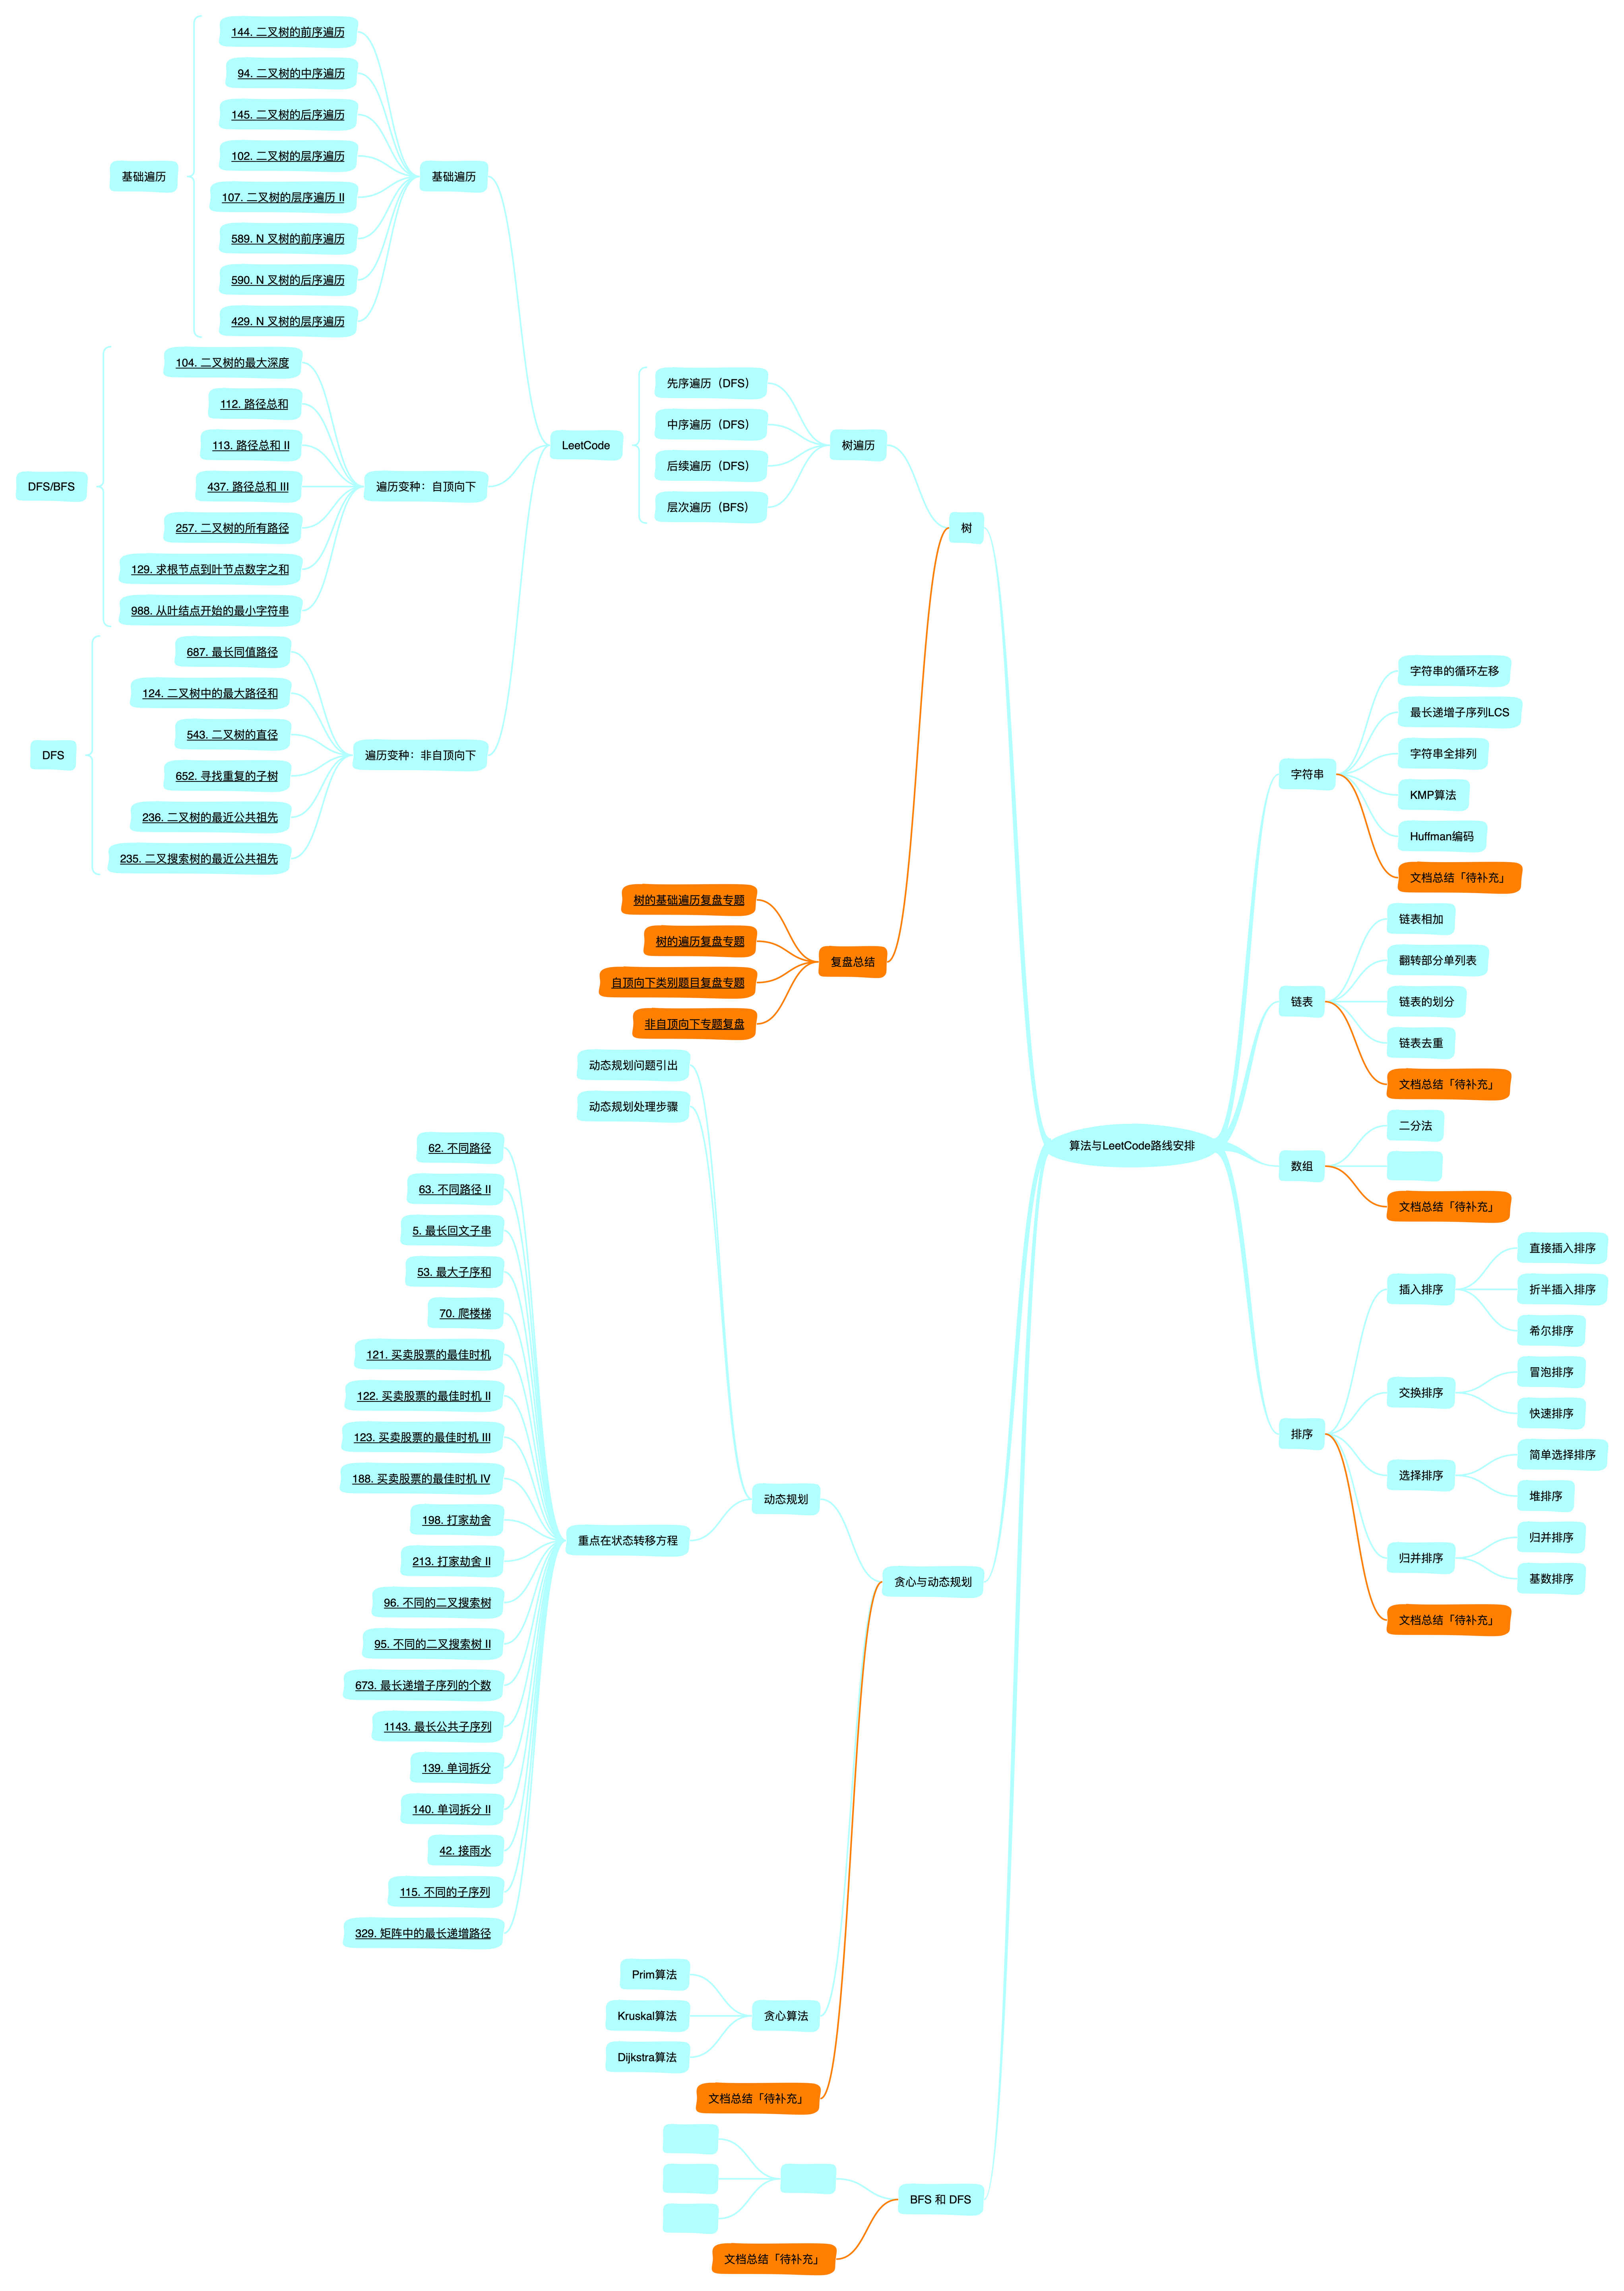 算法与LeetCode路线安排
字符串
字符串的循环左移
最长递增子序列LCS
字符串全排列
KMP算法
Huffman编码
文档总结「待补充」
链表
链表相加
翻转部分单列表
链表的划分
链表去重
文档总结「待补充」
数组
二分法
文档总结「待补充」
排序
插入排序
直接插入排序
折半插入排序
希尔排序
交换排序
冒泡排序
快速排序
选择排序
简单选择排序
堆排序
归并排序
归并排序
基数排序
文档总结「待补充」
树
树遍历
先序遍历（DFS）
中序遍历（DFS）
后续遍历（DFS）
层次遍历（BFS）
LeetCode
基础遍历
144. 二叉树的前序遍历
94. 二叉树的中序遍历
145. 二叉树的后序遍历
102. 二叉树的层序遍历
107. 二叉树的层序遍历 II
589. N 叉树的前序遍历
590. N 叉树的后序遍历
429. N 叉树的层序遍历
基础遍历
遍历变种：自顶向下
104. 二叉树的最大深度
112. 路径总和
113. 路径总和 II
437. 路径总和 III
257. 二叉树的所有路径
129. 求根节点到叶节点数字之和
988. 从叶结点开始的最小字符串
DFS/BFS
遍历变种：非自顶向下
687. 最长同值路径
124. 二叉树中的最大路径和
543. 二叉树的直径
652. 寻找重复的子树
236. 二叉树的最近公共祖先
235. 二叉搜索树的最近公共祖先
DFS
复盘总结
树的基础遍历复盘专题
树的遍历复盘专题
自顶向下类别题目复盘专题
非自顶向下专题复盘
贪心与动态规划
动态规划
动态规划问题引出
动态规划处理步骤
重点在状态转移方程
62. 不同路径
63. 不同路径 II
5. 最长回文子串
53. 最大子序和
70. 爬楼梯
121. 买卖股票的最佳时机
122. 买卖股票的最佳时机 II
123. 买卖股票的最佳时机 III
188. 买卖股票的最佳时机 IV
198. 打家劫舍
213. 打家劫舍 II
96. 不同的二叉搜索树
95. 不同的二叉搜索树 II
673. 最长递增子序列的个数
1143. 最长公共子序列
139. 单词拆分
140. 单词拆分 II
42. 接雨水
115. 不同的子序列
329. 矩阵中的最长递增路径
贪心算法
Prim算法
Kruskal算法
Dijkstra算法
文档总结「待补充」
BFS 和 DFS
文档总结「待补充」